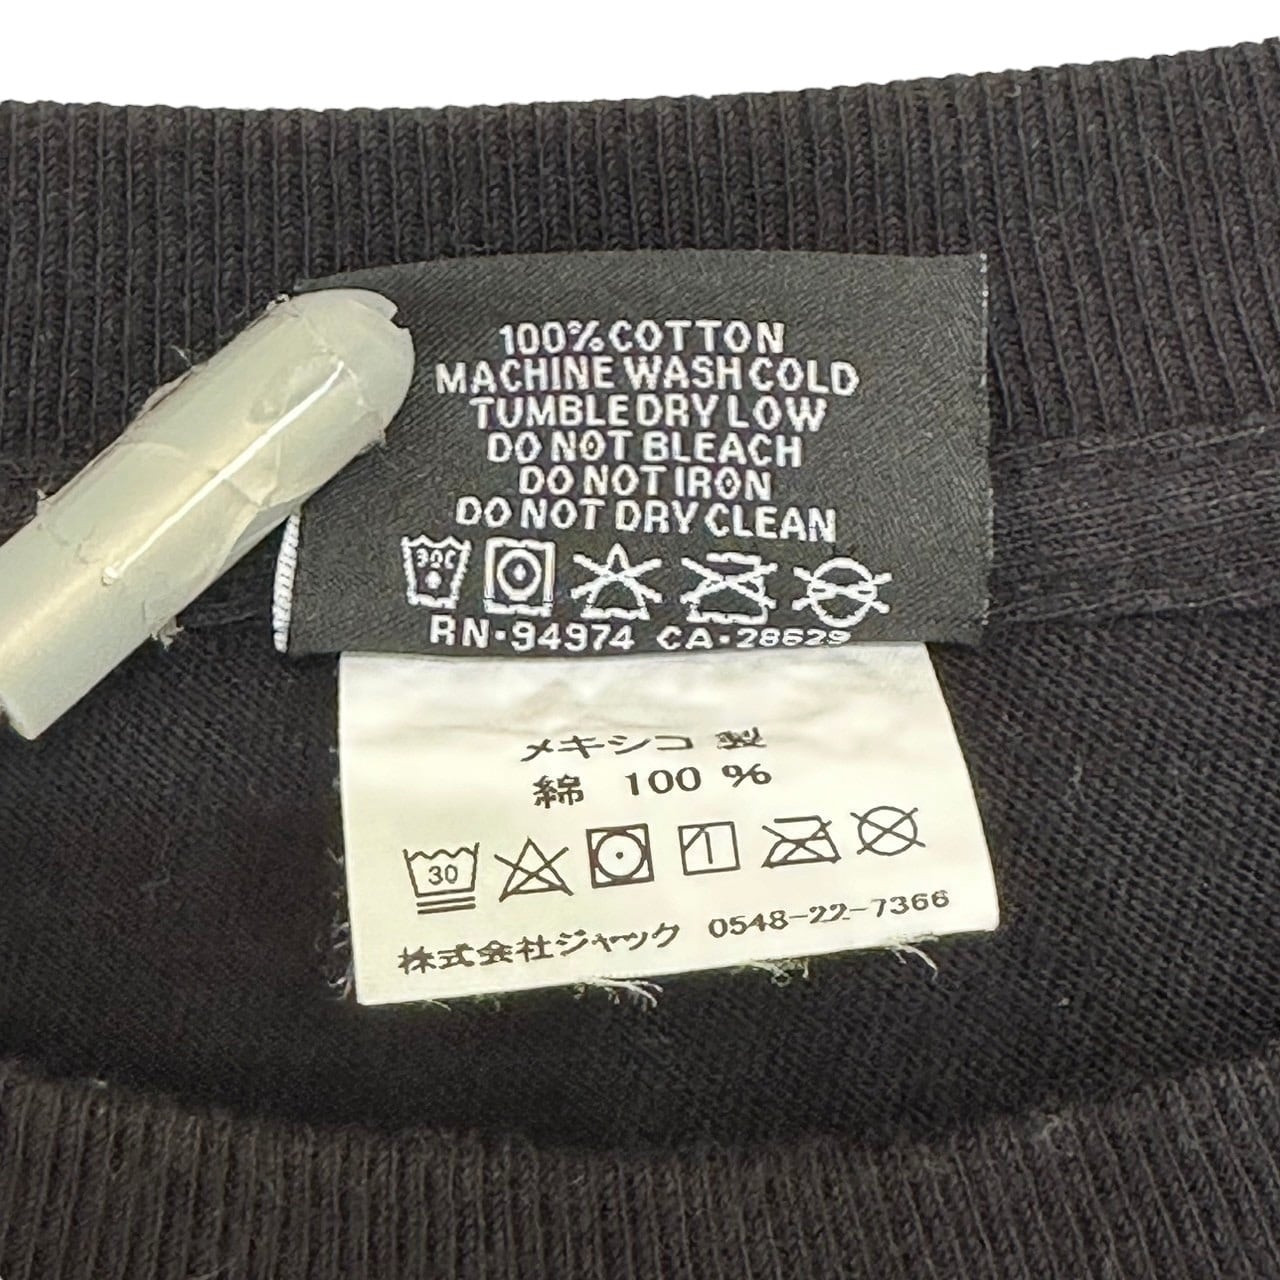 100% COTTON
MACHINE WASH COLD
TUMBLE DRY LOW
DO NOT BLEACH
DO NOT IRON
DO NOT DRY CLEAN
30C
RN·94974 CA·28629
メキシコ 製
綿 100 %
30
株式会社ジャック 0548-22-7366